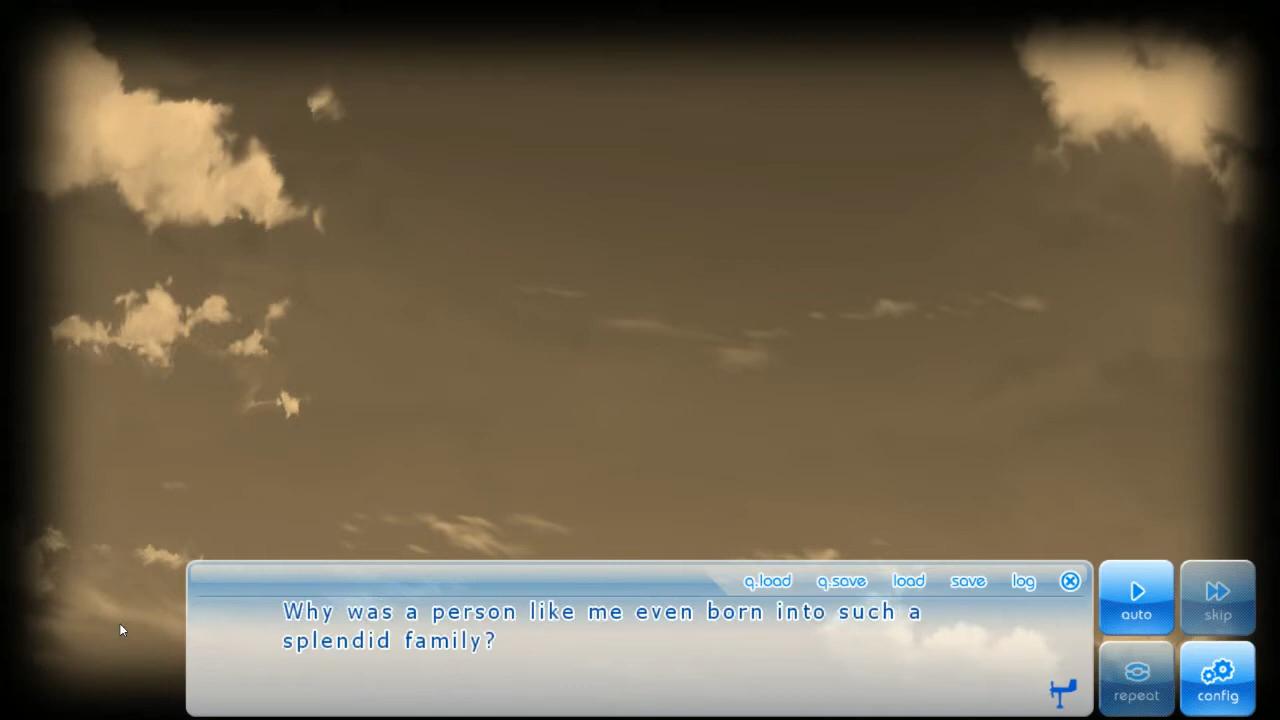 q.load q.save load save log
Why was a person like me even born into such a
splendid family?
auto skip
repeat config